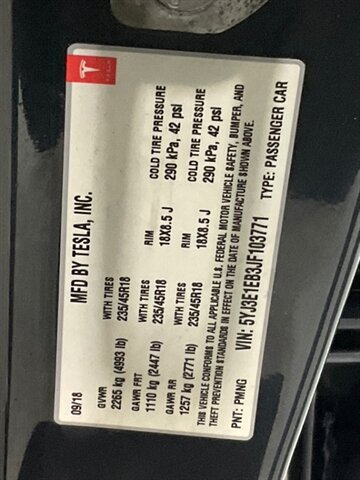 TESLA
MFD BY TESLA, INC.
09/18
GVWR WITH TIRES RIM COLD TIRE PRESSURE
2265 kg (4993 lb) 235/45R18 18X8.5 J 290 kPa, 42 psi
GAWR FRT WITH TIRES RIM COLD TIRE PRESSURE
1110 kg (2447 lb) 235/45R18 18X8.5 J 290 kPa, 42 psi
GAWR RR
1257 kg (2771 lb) 235/45R18
THIS VEHICLE CONFORMS TO ALL APPLICABLE U.S. FEDERAL MOTOR VEHICLE SAFETY, BUMPER, AND
THEFT PREVENTION STANDARDS IN EFFECT ON THE DATE OF MANUFACTURE SHOWN ABOVE.
VIN: 5YJ3E1EB3JF103771 TYPE: PASSENGER CAR
PNT: PMNG